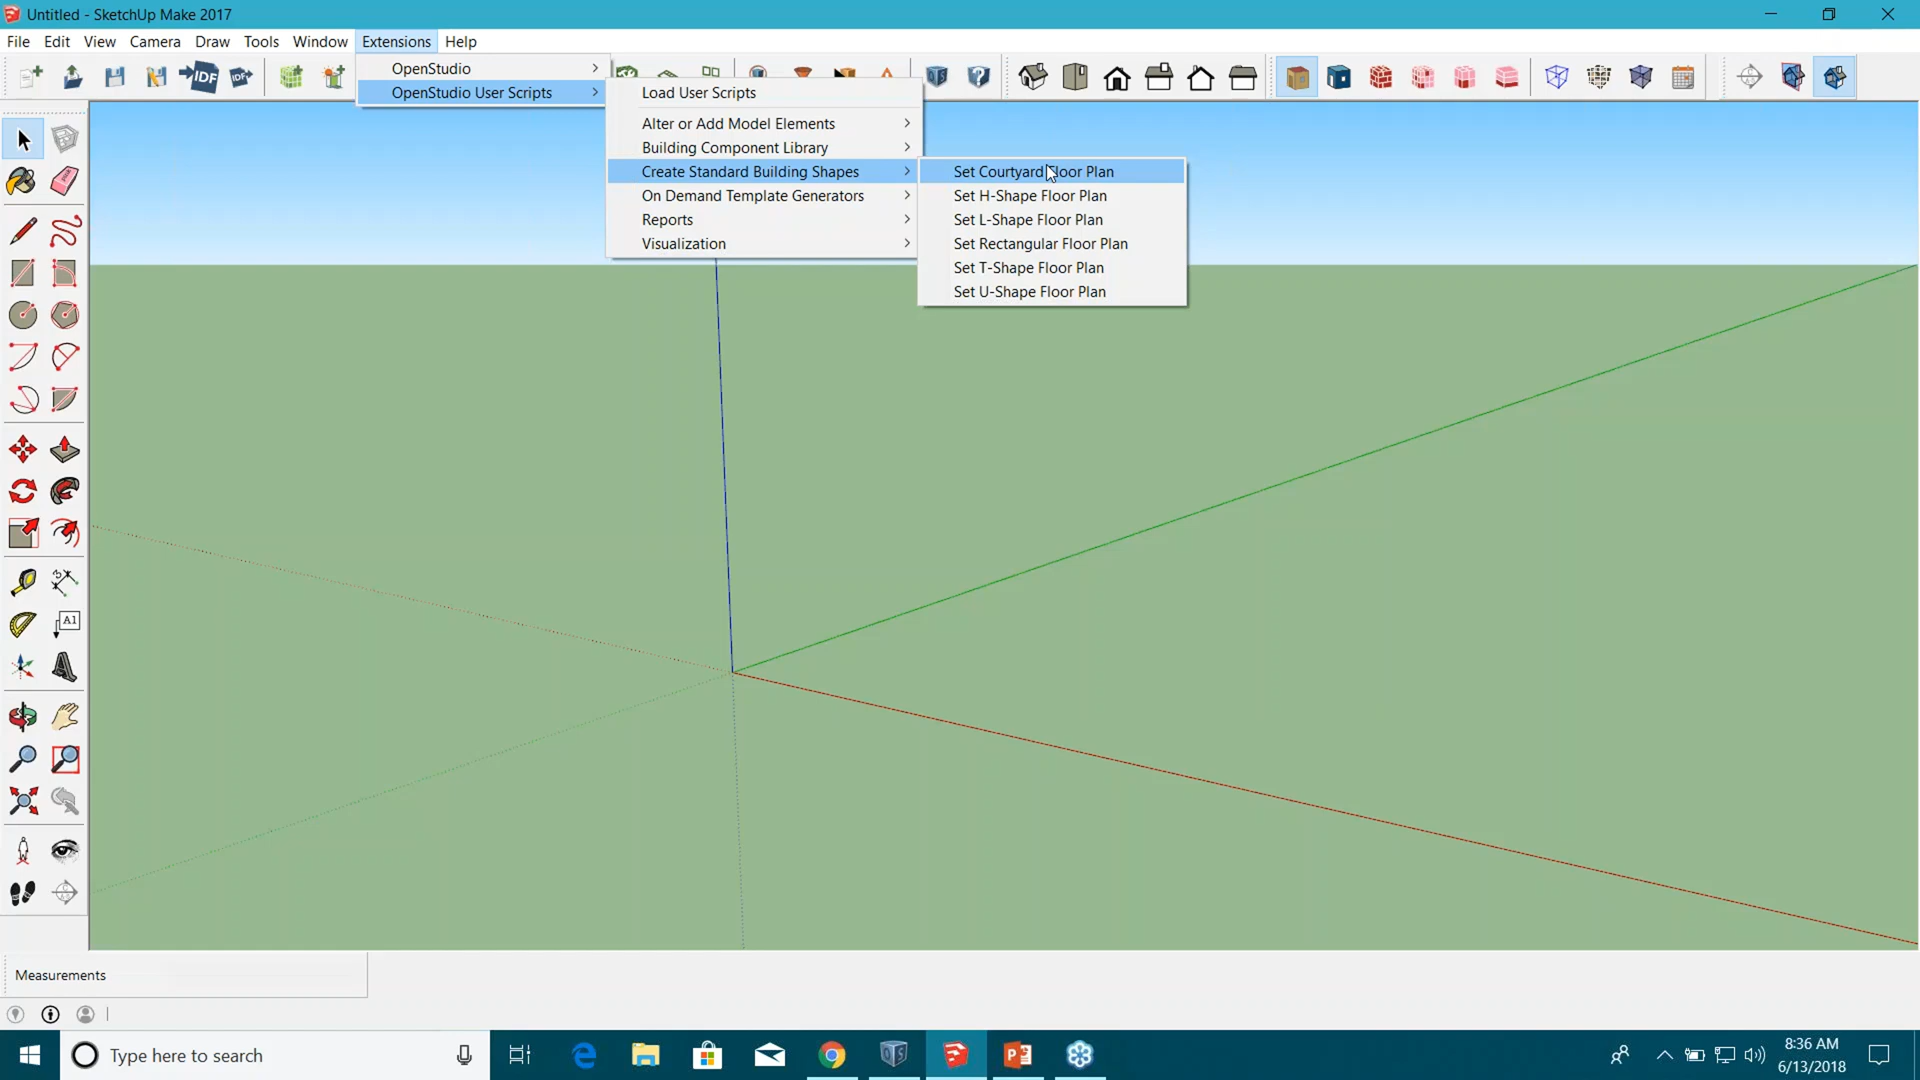 Untitled - SketchUp Make 2017
File Edit View Camera Draw Tools Window Extensions Help
IDF IDF
OpenStudio
OpenStudio User Scripts
Load User Scripts
Alter or Add Model Elements
Building Component Library
Create Standard Building Shapes
On Demand Template Generators
Reports
Visualization
Set Courtyard Floor Plan
Set H-Shape Floor Plan
Set L-Shape Floor Plan
Set Rectangular Floor Plan
Set T-Shape Floor Plan
Set U-Shape Floor Plan
A1
Measurements
Type here to search
8:36 AM
6/13/2018